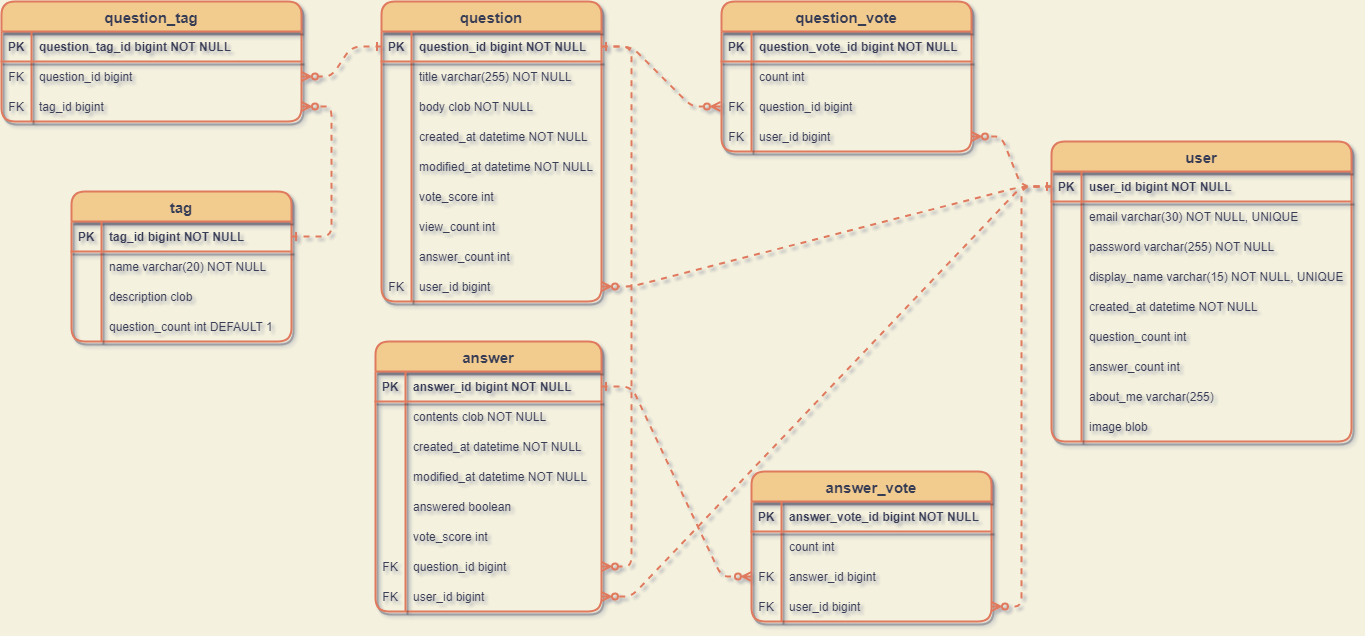 question_tag
PK question_tag_id bigint NOT NULL
FK question_id bigint
FK tag_id bigint
tag
PK tag_id bigint NOT NULL
name varchar(20) NOT NULL
description clob
question_count int DEFAULT 1
question
PK question_id bigint NOT NULL
title varchar(255) NOT NULL
body clob NOT NULL
created_at datetime NOT NULL
modified_at datetime NOT NULL
vote_score int
view_count int
answer_count int
FK user_id bigint
answer
PK answer_id bigint NOT NULL
contents clob NOT NULL
created_at datetime NOT NULL
modified_at datetime NOT NULL
answered boolean
vote_score int
FK question_id bigint
FK user_id bigint
question_vote
PK question_vote_id bigint NOT NULL
count int
FK question_id bigint
FK user_id bigint
answer_vote
PK answer_vote_id bigint NOT NULL
count int
FK answer_id bigint
FK user_id bigint
user
PK user_id bigint NOT NULL
email varchar(30) NOT NULL, UNIQUE
password varchar(255) NOT NULL
display_name varchar(15) NOT NULL, UNIQUE
created_at datetime NOT NULL
question_count int
answer_count int
about_me varchar(255)
image blob